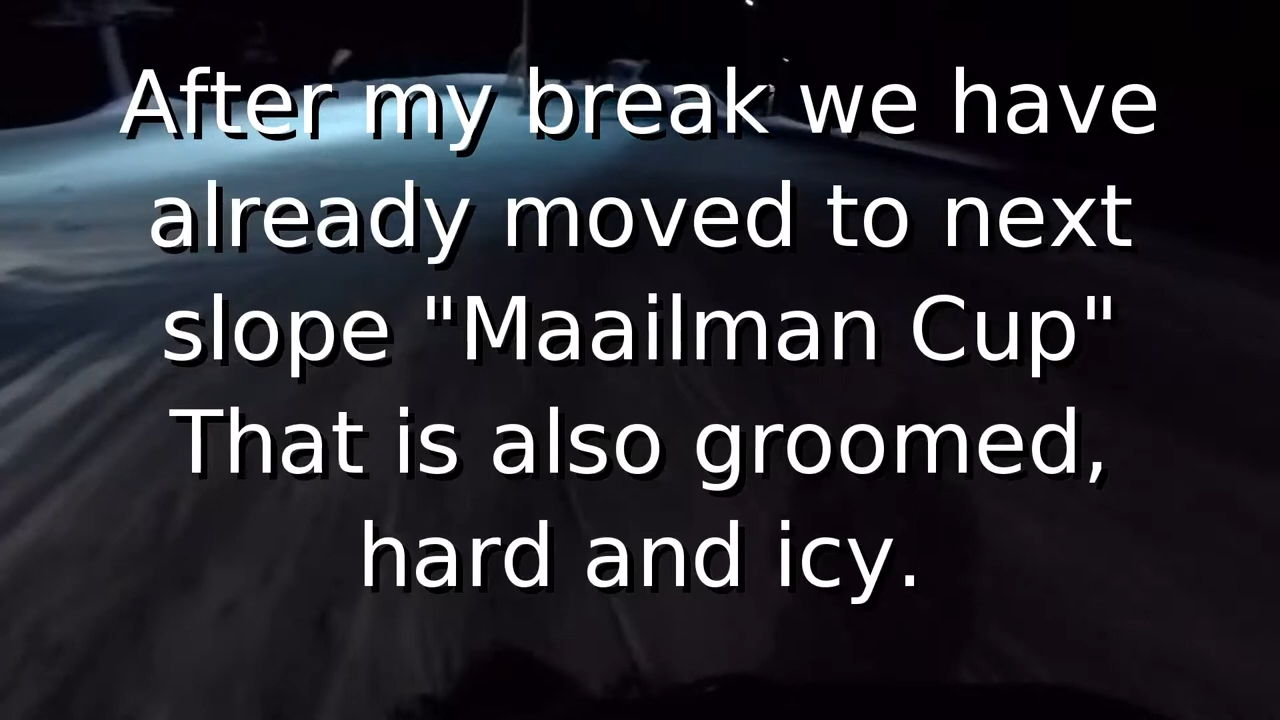 After my break we have
already moved to next
slope "Maailman Cup"
That is also groomed,
hard and icy.